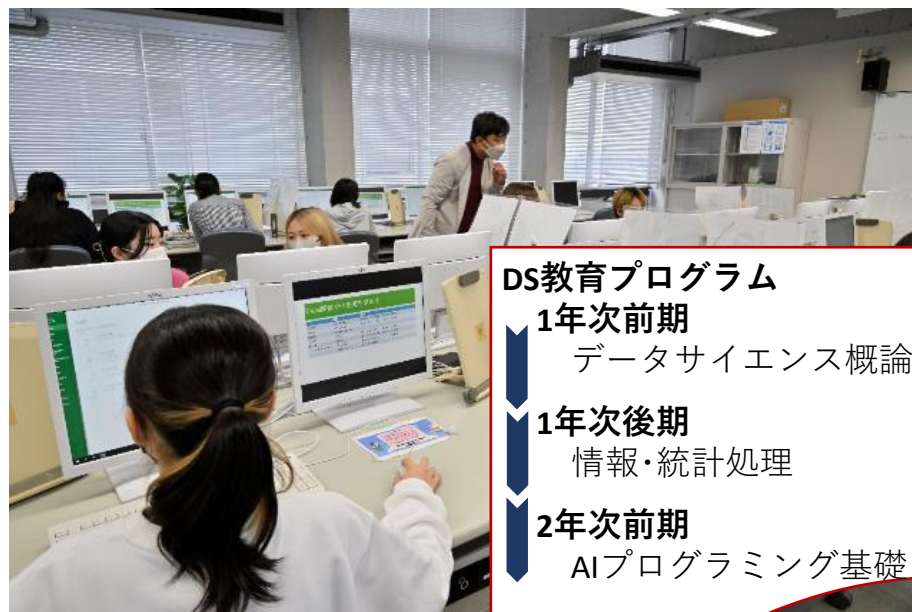 DS教育プログラム
1年次前期
データサイエンス概論
1年次後期
情報・統計処理
2年次前期
AIプログラミング基礎